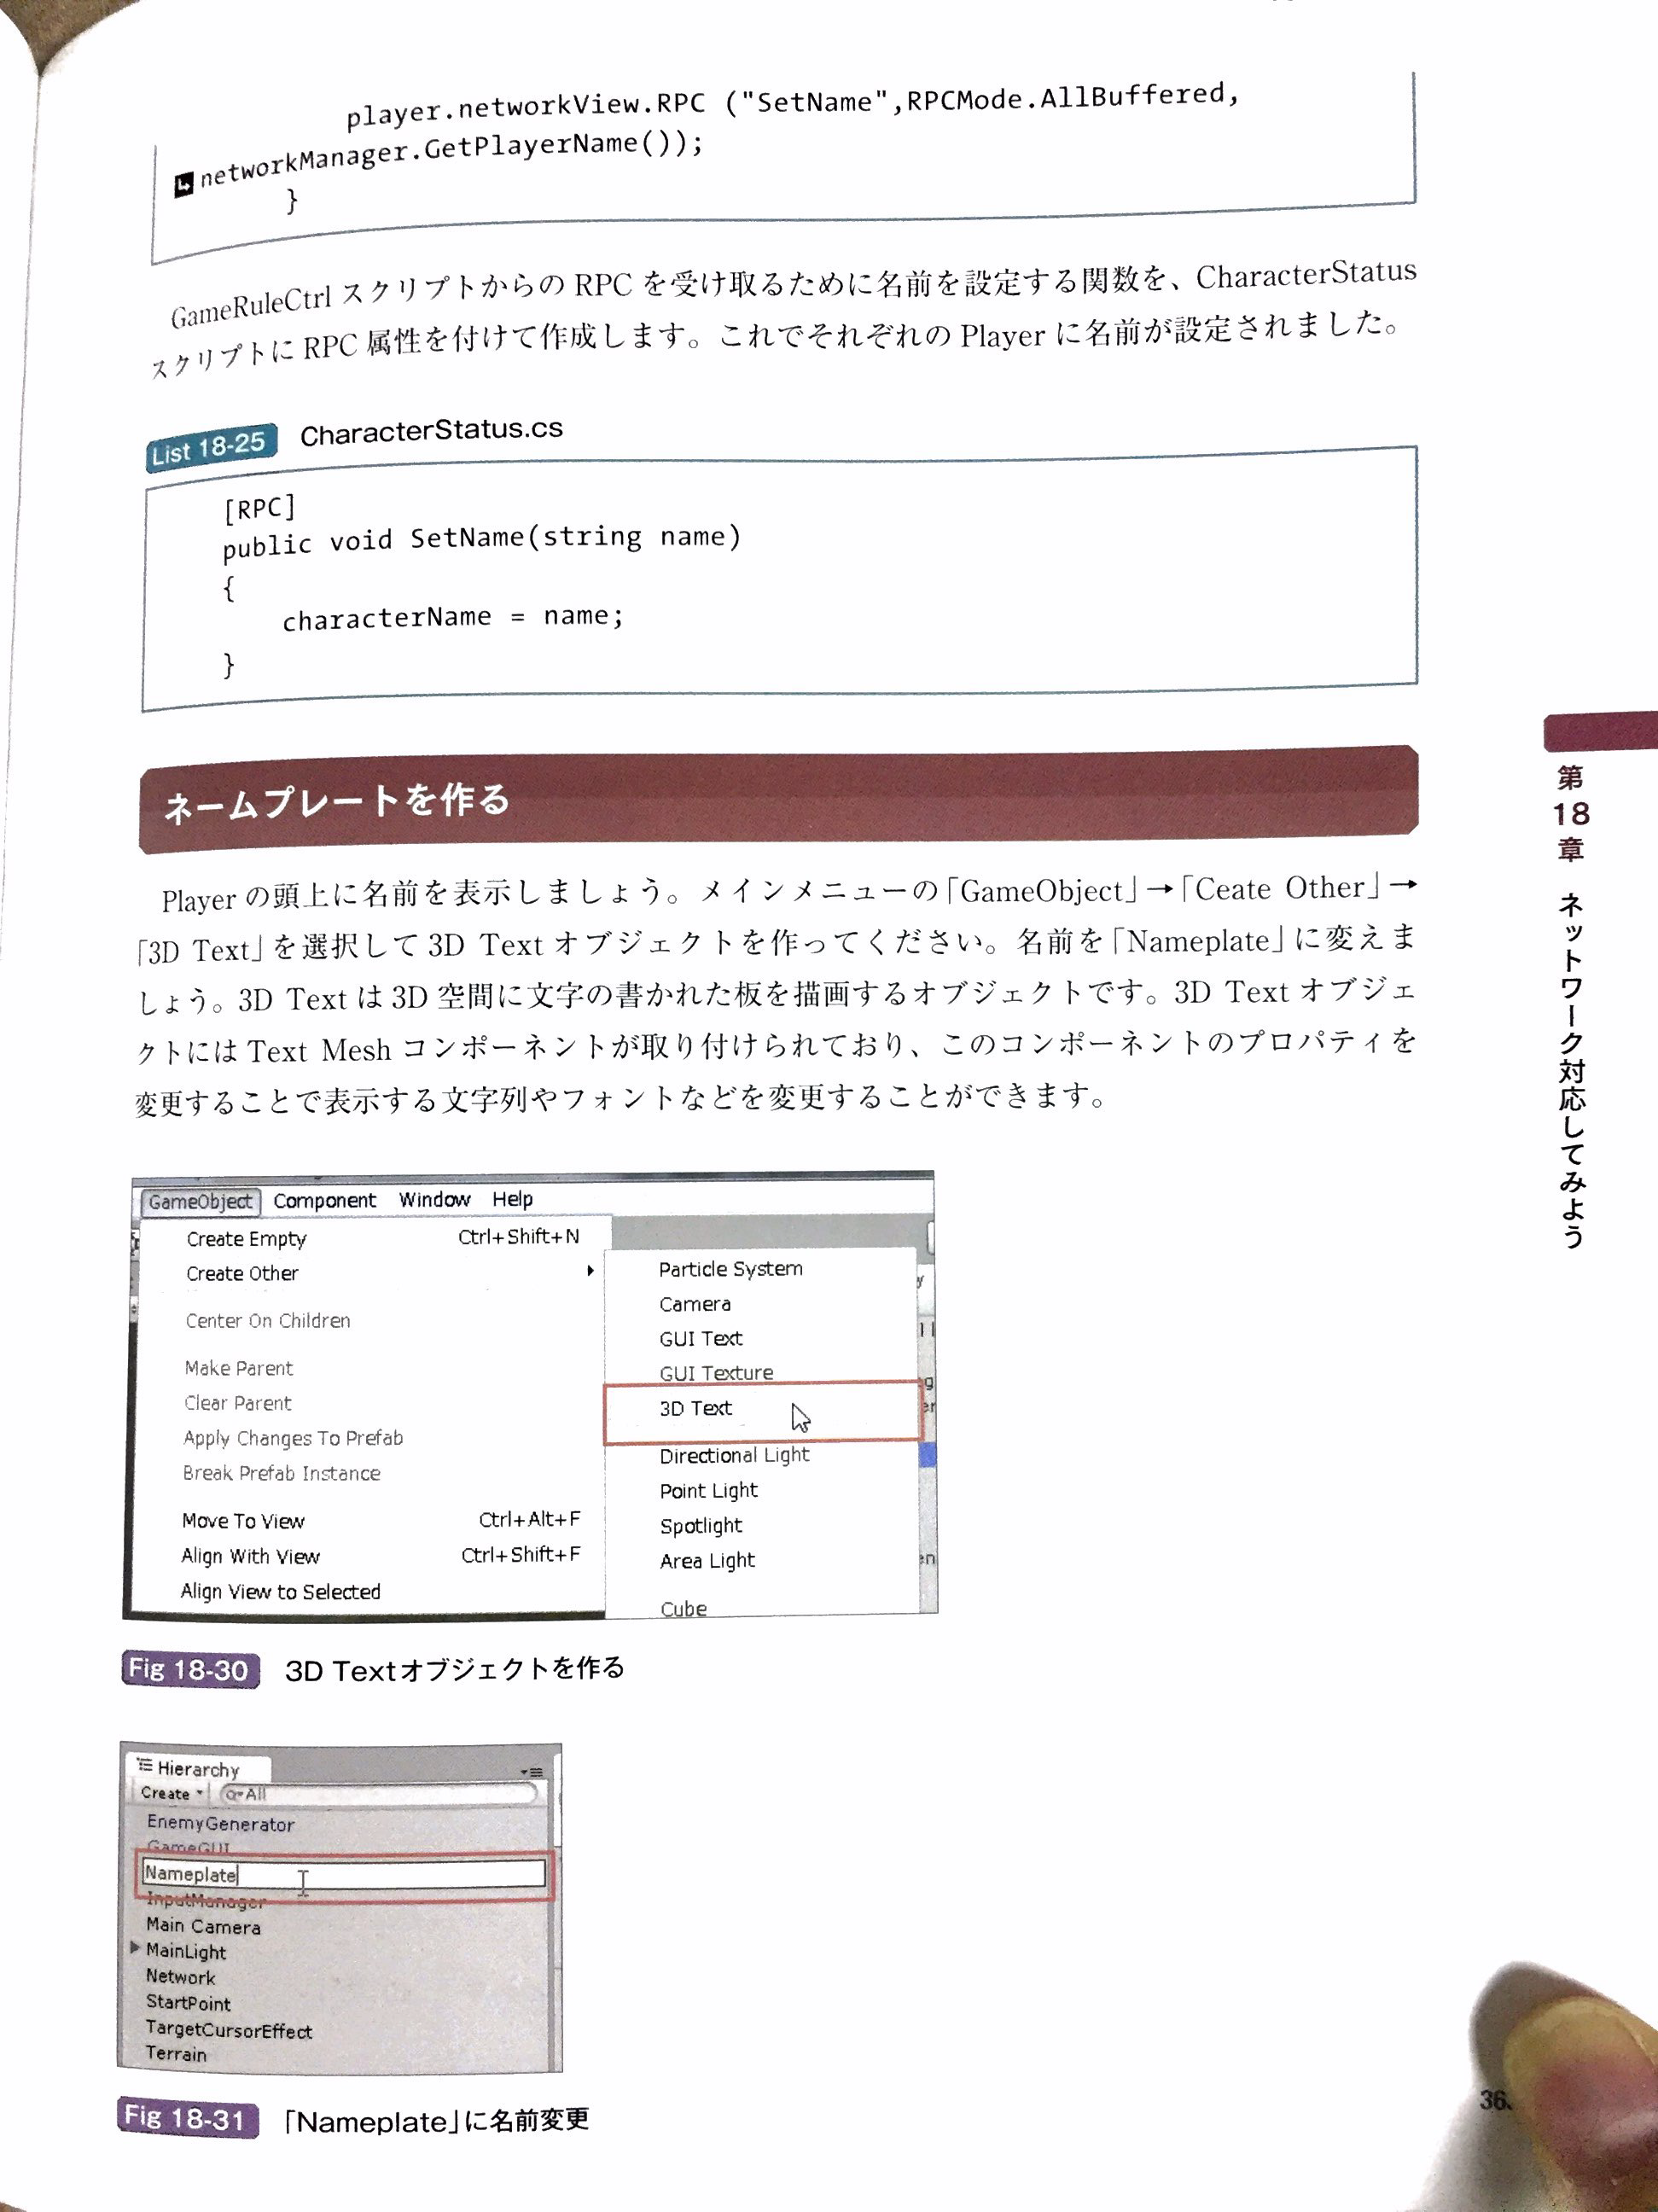 player.networkView.RPC ("SetName",RPCMode.AllBuffered,
networkManager.GetPlayerName());
}
GameRuleCtrl スクリプトからの RPC を受け取るために名前を設定する関数を、CharacterStatus
スクリプトに RPC 属性を付けて作成します。これでそれぞれの Player に名前が設定されました。
List 18-25 CharacterStatus.cs
[RPC]
public void SetName(string name)
{
characterName = name;
}
ネームプレートを作る
Player の頭上に名前を表示しましょう。メインメニューの「GameObject」→「Ceate Other」→
「3D Text」を選択して 3D Text オブジェクトを作ってください。名前を「Nameplate」に変えま
しょう。3D Text は 3D 空間に文字の書かれた板を描画するオブジェクトです。3D Text オブジェ
クトには Text Mesh コンポーネントが取り付けられており、このコンポーネントのプロパティを
変更することで表示する文字列やフォントなどを変更することができます。
GameObject Component Window Help
Create Empty Ctrl+Shift+N
Create Other
Center On Children
Make Parent
Clear Parent
Apply Changes To Prefab
Break Prefab Instance
Move To View Ctrl+Alt+F
Align With View Ctrl+Shift+F
Align View to Selected
Particle System
Camera
GUI Text
GUI Texture
3D Text
Directional Light
Point Light
Spotlight
Area Light
Cube
Fig 18-30 3D Textオブジェクトを作る
Hierarchy
Create All
EnemyGenerator
GameGUI
Nameplate
InputManager
Main Camera
MainLight
Network
StartPoint
TargetCursorEffect
Terrain
Fig 18-31 「Nameplate」に名前変更
第18章 ネットワーク対応してみよう